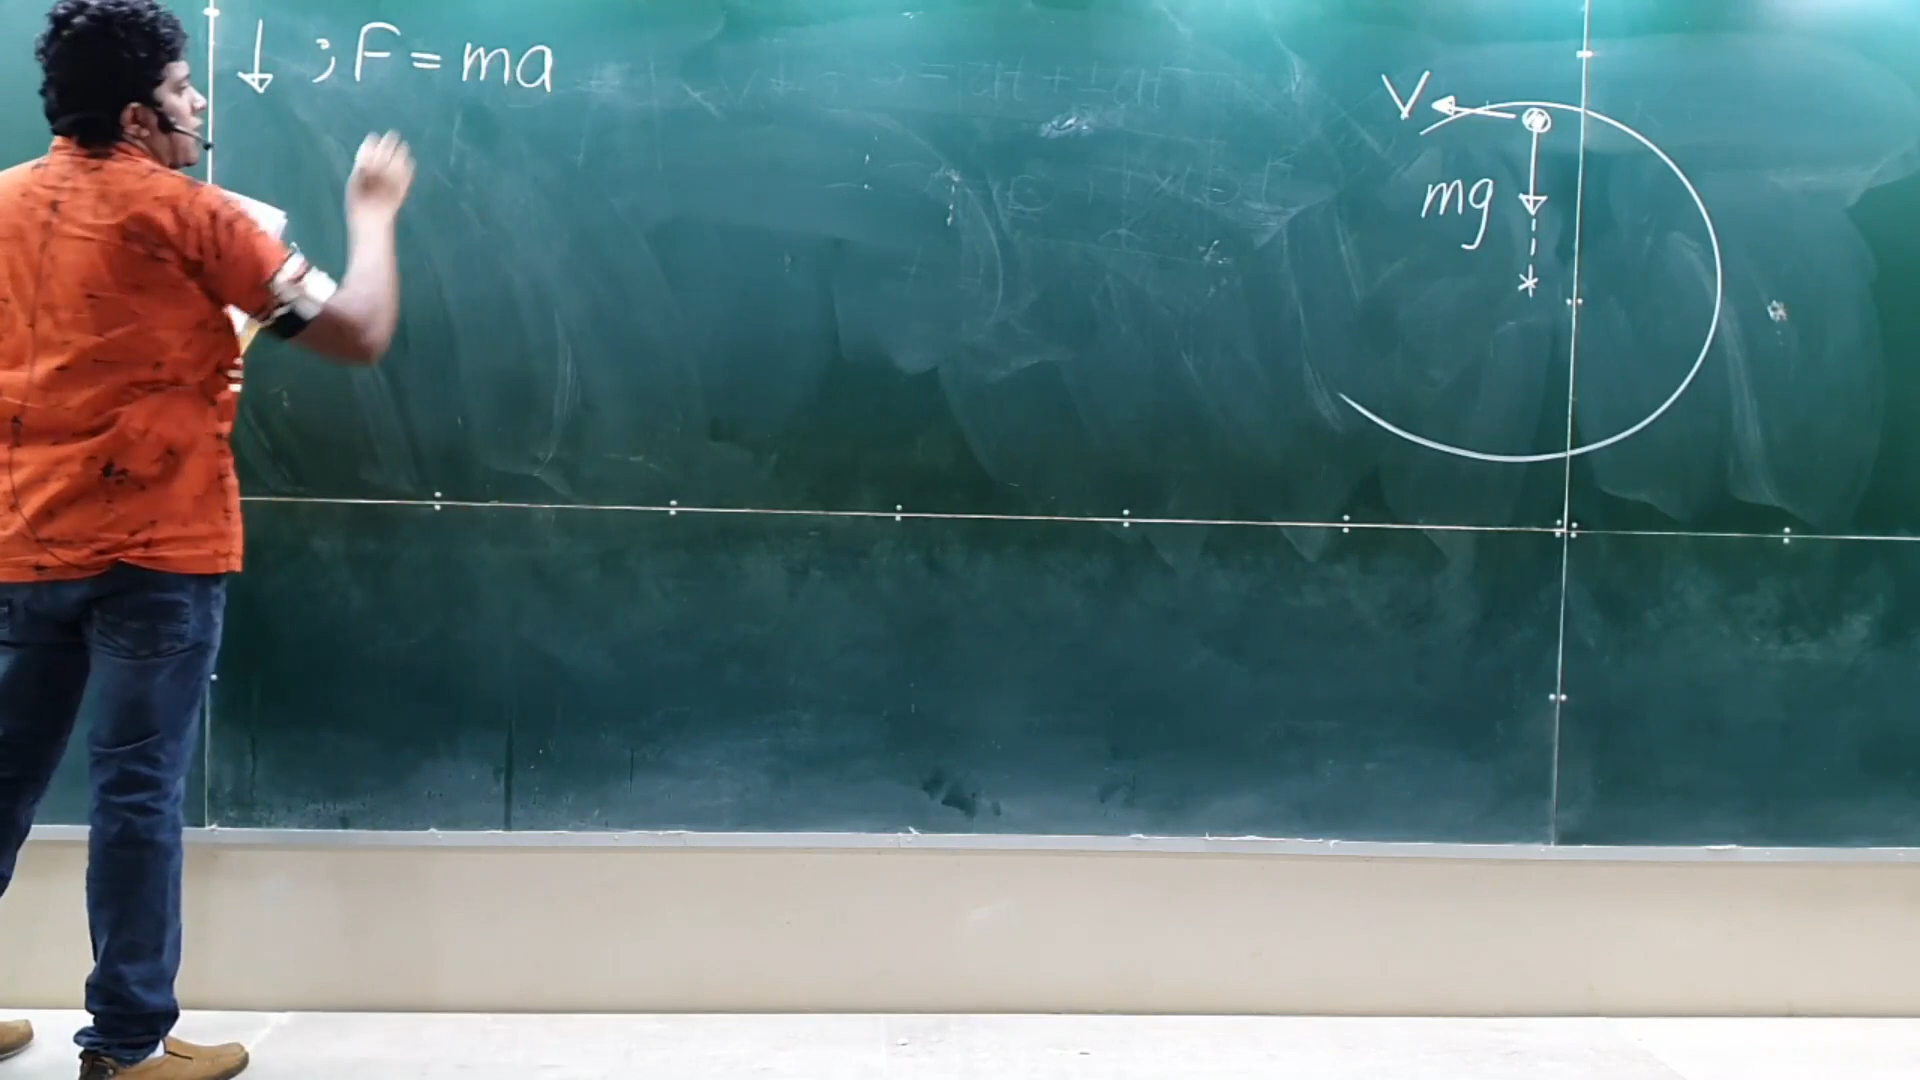 ↓ ; F = ma
V
mg